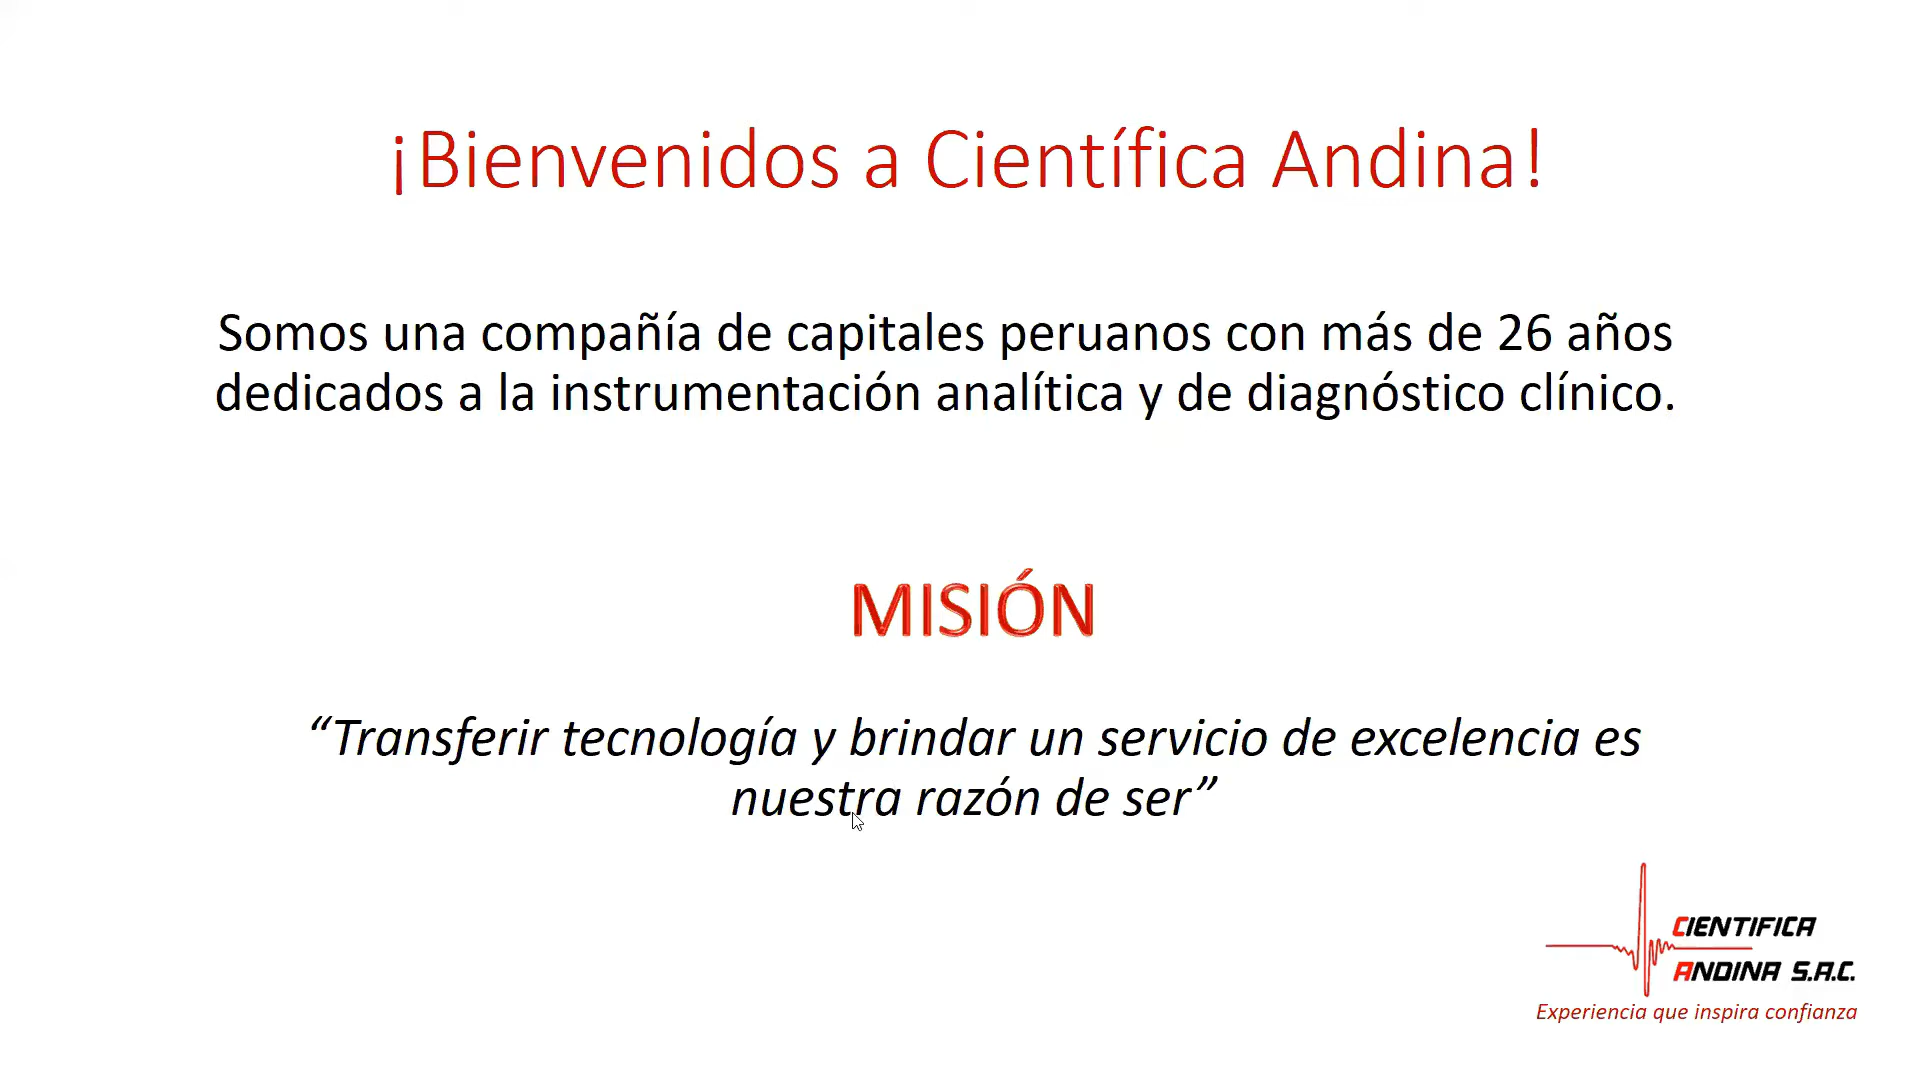 ¡Bienvenidos a Científica Andina!
Somos una compañía de capitales peruanos con más de 26 años
dedicados a la instrumentación analítica y de diagnóstico clínico.
MISIÓN
“Transferir tecnología y brindar un servicio de excelencia es
nuestra razón de ser”
CIENTIFICA
ANDINA S.A.C.
Experiencia que inspira confianza